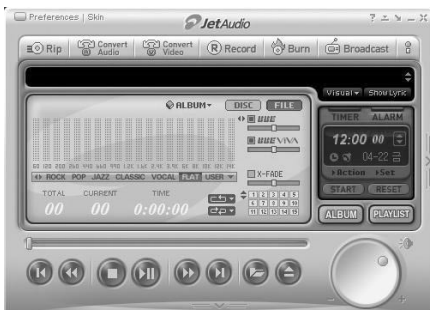 Preferences | Skin
JetAudio
Rip Convert Audio Convert Video Record Burn Broadcast
Visual Show Lyric
ALBUM DISC FILE
TIMER ALARM
UUE
UUE VIVA
12:00 00
04-22
ROCK POP JAZZ CLASSIC VOCAL FLAT USER
X-FADE
Action Set
START RESET
TOTAL CURRENT TIME
00 00 0:00:00
1 2 3 4 5
6 7 8 9 10
11 12 13 14 15
ALBUM PLAYLIST